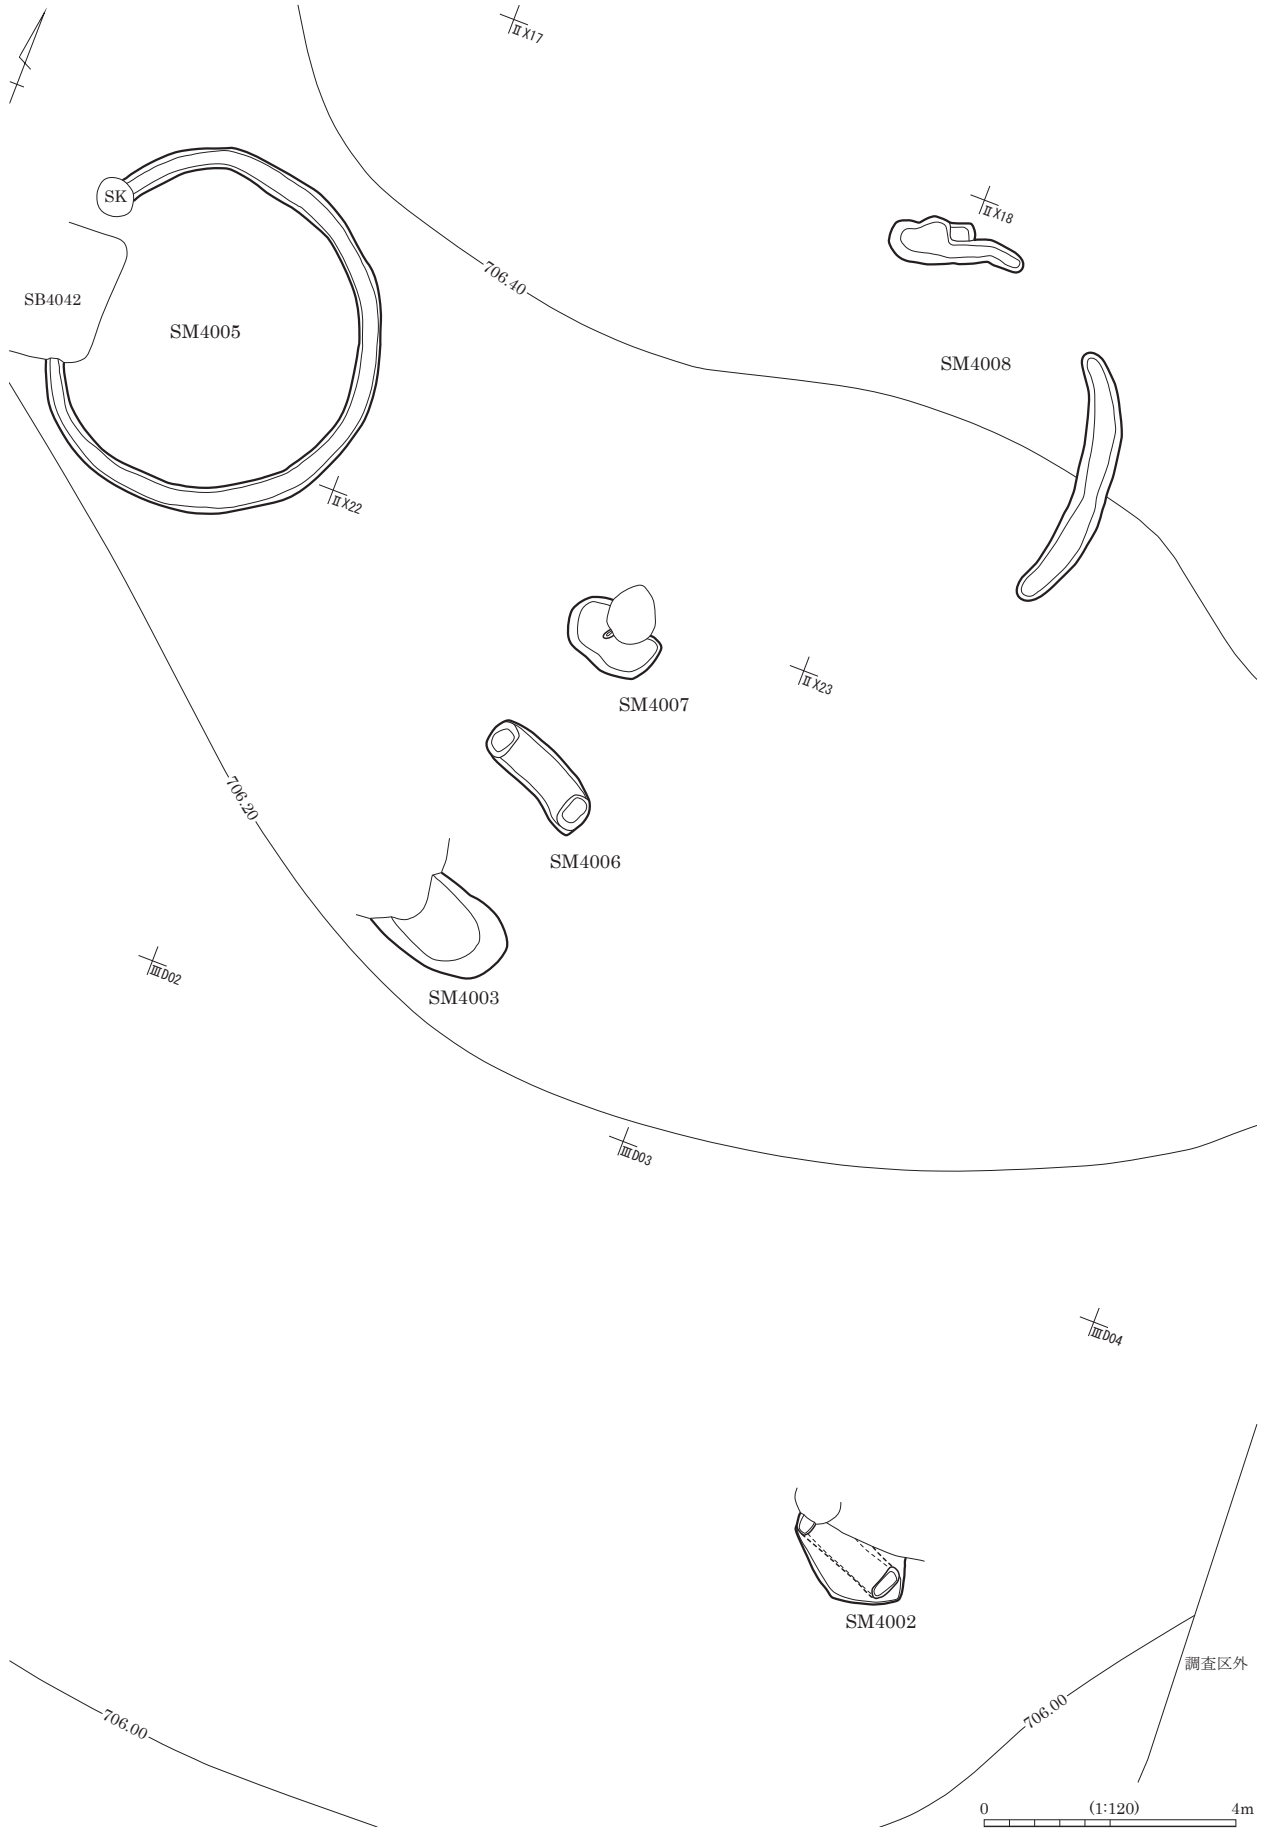 ⅡX17
SK
ⅡX18
706.40
SB4042
SM4005
SM4008
ⅡX22
ⅡX23
SM4007
706.20
SM4006
ⅢD02
SM4003
ⅢD03
ⅢD04
SM4002
調査区外
706.00
706.00
0 (1:120) 4m